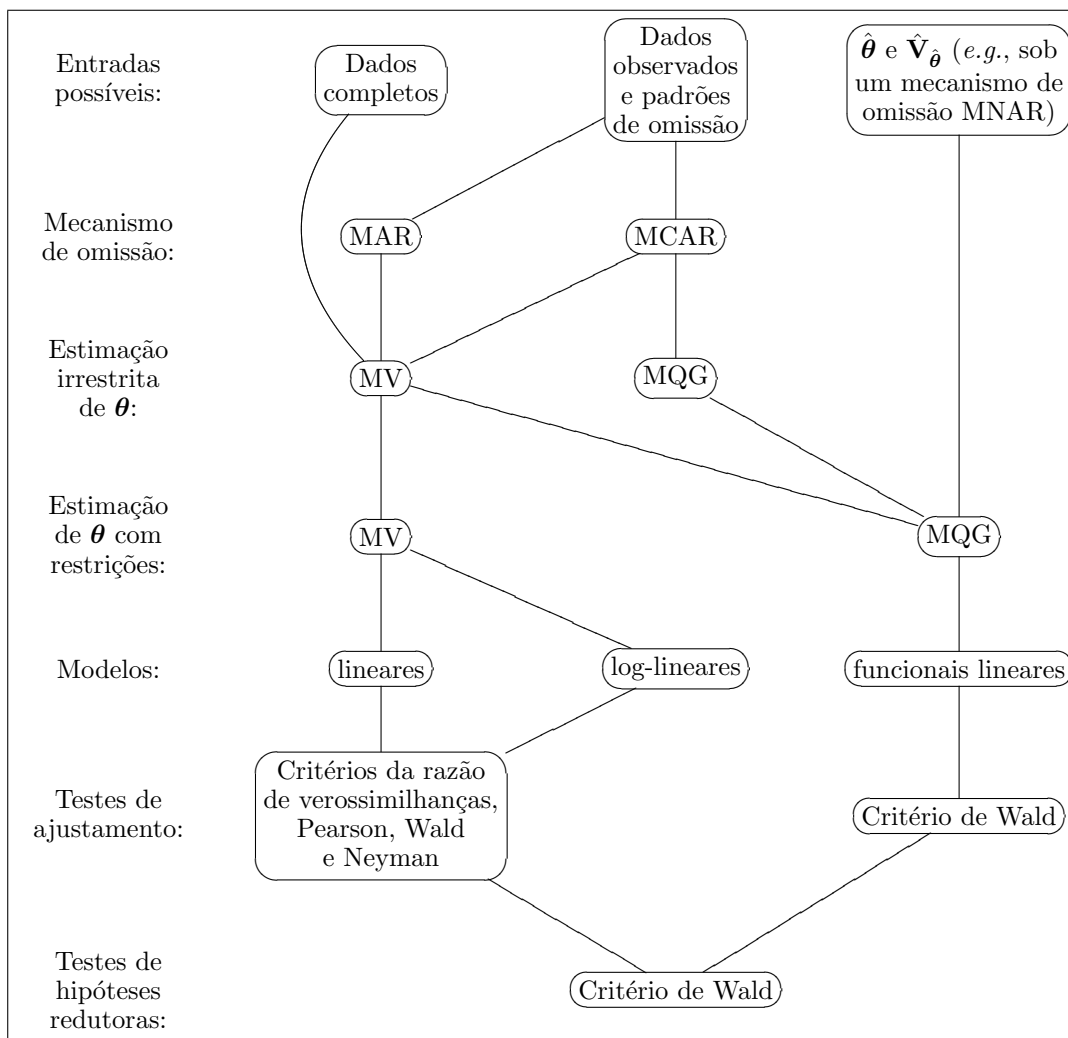 Entradas
possíveis:
Dados
completos
Dados
observados
e padrões
de omissão
θ̂ e V̂_θ̂ (e.g., sob
um mecanismo de
omissão MNAR)
Mecanismo
de omissão:
MAR
MCAR
Estimação
irrestrita
de θ:
MV
MQG
Estimação
de θ com
restrições:
MV
MQG
Modelos:
lineares
log-lineares
funcionais lineares
Testes de
ajustamento:
Critérios da razão
de verossimilhanças,
Pearson, Wald
e Neyman
Critério de Wald
Testes de
hipóteses
redutoras:
Critério de Wald